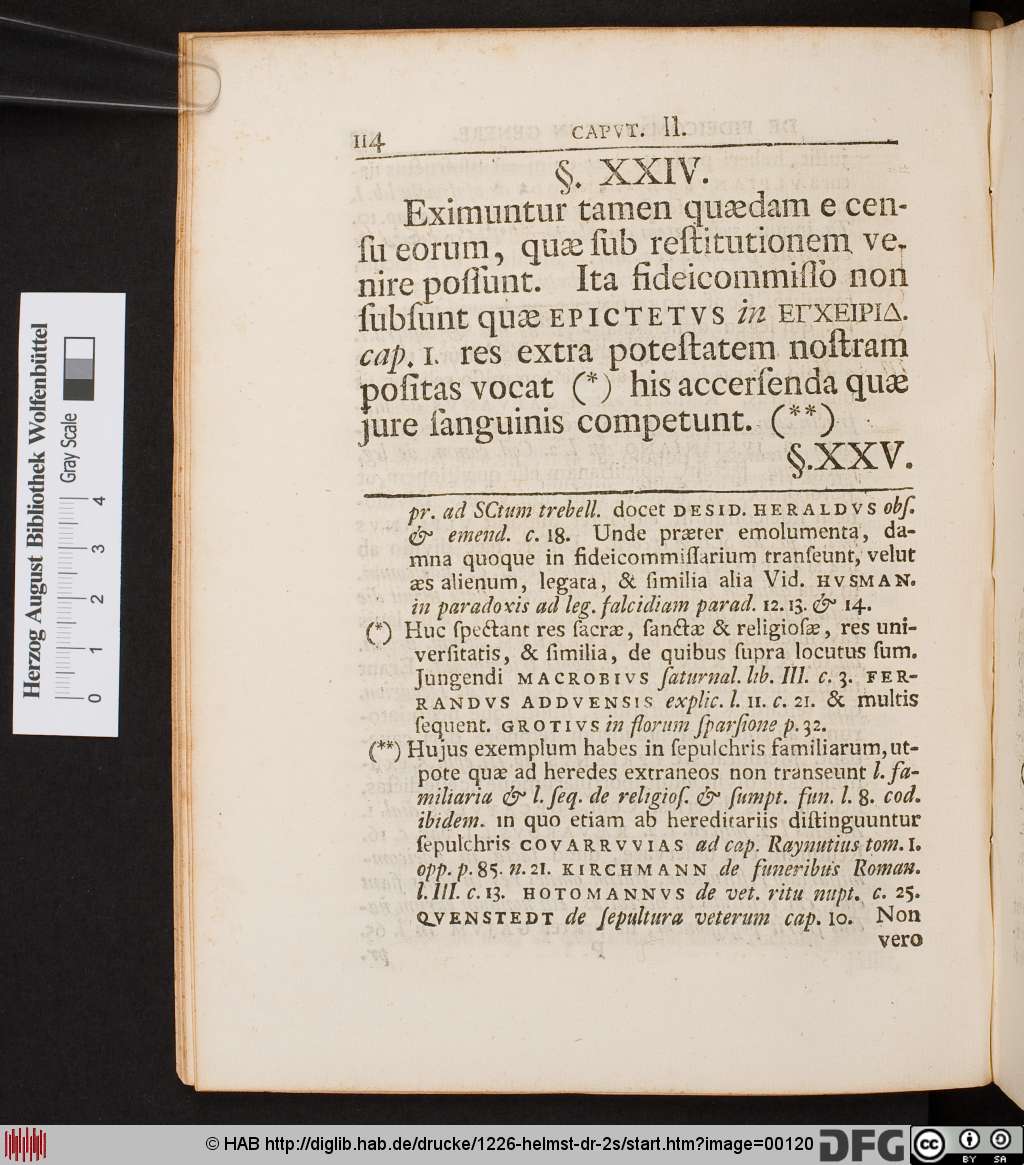 114 CAPVT. II.
§. XXIV.
Eximuntur tamen quædam e cen-
ſu eorum, quæ ſub reſtitutionem ve-
nire poſſunt. Ita fideicommiſſo non
ſubſunt quæ EPICTETVS in ΕΓΧΕΙΡΙΔ.
cap. 1. res extra poteſtatem noſtram
poſitas vocat (*) his accerſenda quæ
jure ſanguinis competunt. (**)
§.XXV.
pr. ad SCtum trebell. docet DESID. HERALDVS obſ.
& emend. c. 18. Unde præter emolumenta, da-
mna quoque in fideicommiſſarium tranſeunt, velut
æs alienum, legata, & ſimilia alia Vid. HVSMAN.
in paradoxis ad leg. falcidiam parad. 12. 13. & 14.
(*) Huc ſpectant res ſacræ, ſanctæ & religioſæ, res uni-
verſitatis, & ſimilia, de quibus ſupra locutus ſum.
Jungendi MACROBIVS ſaturnal. lib. III. c. 3. FER-
RANDVS ADDVENSIS explic. l. 11. c. 21. & multis
ſequent. GROTIVS in florum ſparſione p. 32.
(**) Hujus exemplum habes in ſepulchris familiarum, ut-
pote quæ ad heredes extraneos non transeunt l. fa-
miliaria & l. ſeq. de religioſ. & ſumpt. fun. l. 8. cod.
ibidem. in quo etiam ab hereditariis diſtinguuntur
ſepulchris COVARRVVIAS ad cap. Raynutius tom. 1.
opp. p. 85. n. 21. KIRCHMANN de funeribus Roman.
l. III. c. 13. HOTOMANNVS de vet. ritu nupt. c. 25.
QVENSTEDT de ſepultura veterum cap. 10. Non
vero
Herzog August Bibliothek Wolfenbüttel
Gray Scale
0 1 2 3 4
© HAB http://diglib.hab.de/drucke/1226-helmst-dr-2s/start.htm?image=00120 DFG cc BY SA